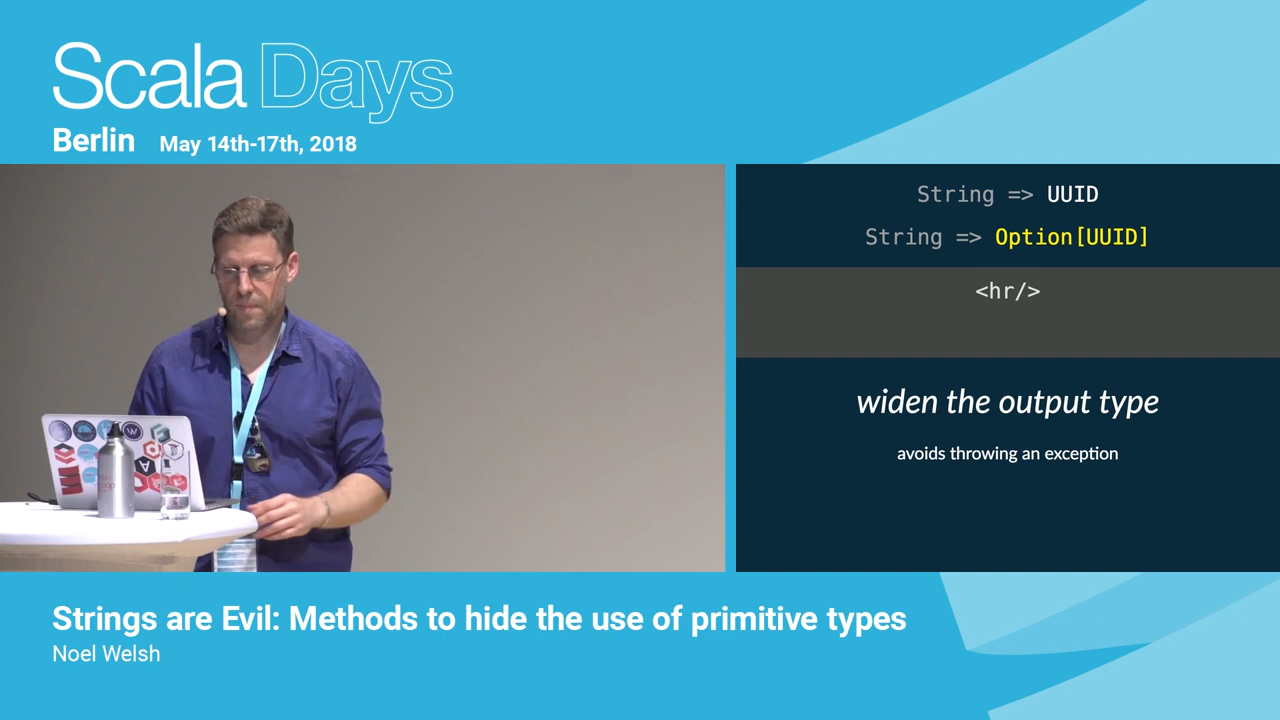 Scala Days
Berlin May 14th-17th, 2018
String => UUID
String => Option[UUID]
<hr/>
widen the output type
avoids throwing an exception
Strings are Evil: Methods to hide the use of primitive types
Noel Welsh